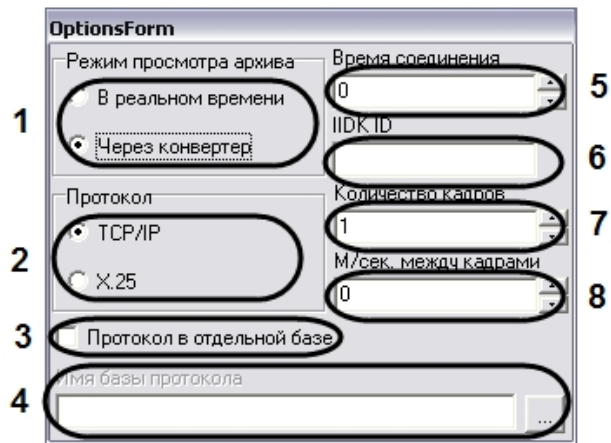 OptionsForm
Режим просмотра архива
1
В реальном времени
Через конвертер
Протокол
2
TCP/IP
X.25
3
Протокол в отдельной базе
4
Имя базы протокола
...
Время соединения
0
5
IIDK ID
6
Количество кадров
1
7
М/сек. между кадрами
0
8